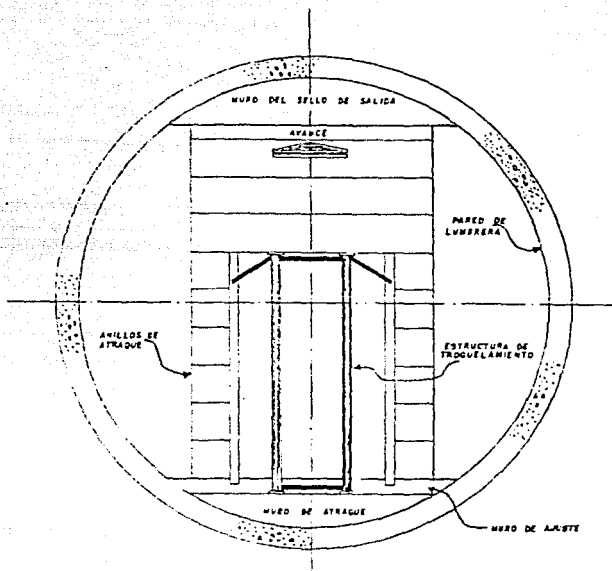 MURO DEL SELLO DE SALIDA
AVANCE
PARED DE
LUMBRERA
ANILLOS DE
ATRAQUE
ESTRUCTURA DE
TROQUELAMIENTO
MURO DE ATRAQUE
MURO DE AJUSTE